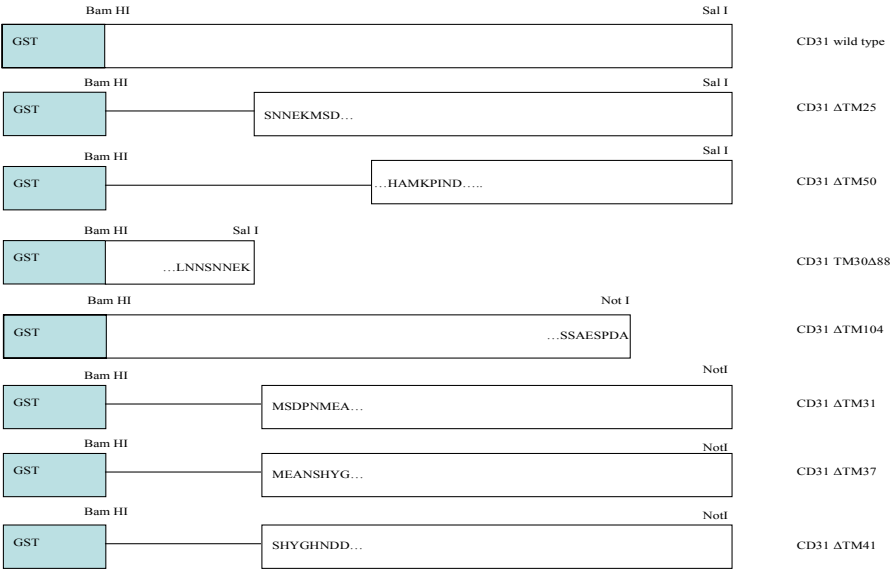 Bam HI Sal I
GST CD31 wild type
Bam HI Sal I
GST SNNEKMSD… CD31 ΔTM25
Bam HI Sal I
GST …HAMKPIND….. CD31 ΔTM50
Bam HI Sal I
GST …LNNSNNEK CD31 TM30Δ88
Bam HI Not I
GST …SSAESPDA CD31 ΔTM104
Bam HI NotI
GST MSDPNMEA… CD31 ΔTM31
Bam HI NotI
GST MEANSHYG… CD31 ΔTM37
Bam HI NotI
GST SHYGHNDD… CD31 ΔTM41